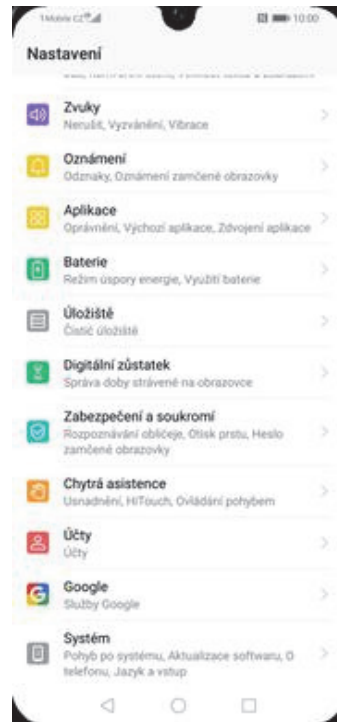 T-Mobile CZ
10:00
Nastavení
Zvuky
Nerušit, Vyzvánění, Vibrace
Oznámení
Odznaky, Oznámení zamčené obrazovky
Aplikace
Oprávnění, Výchozí aplikace, Zdvojení aplikace
Baterie
Režim úspory energie, Využití baterie
Úložiště
Čistič úložiště
Digitální zůstatek
Správa doby strávené na obrazovce
Zabezpečení a soukromí
Rozpoznávání obličeje, Otisk prstu, Heslo
zamčené obrazovky
Chytrá asistence
Usnadnění, HiTouch, Ovládání pohybem
Účty
Účty
Google
Služby Google
Systém
Pohyb po systému, Aktualizace softwaru, O
telefonu, Jazyk a vstup